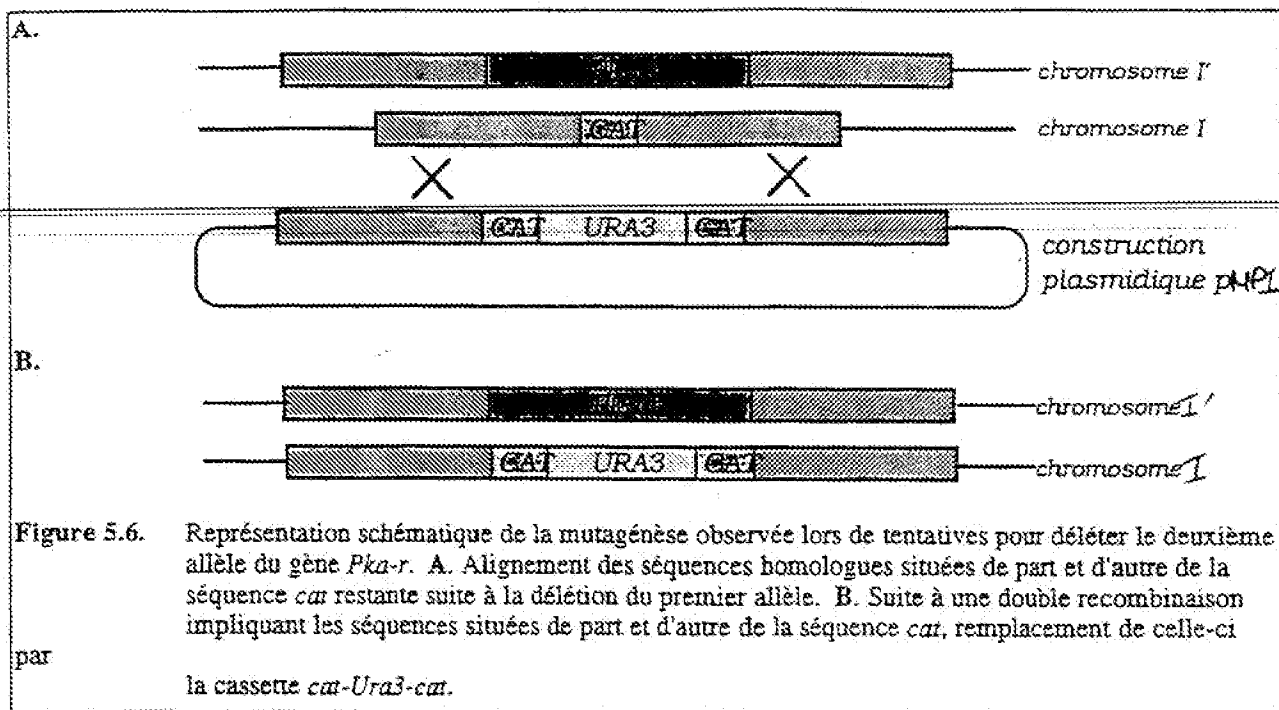 A.
chromosome I'
chromosome I
CAT
CAT URA3 CAT
construction
plasmidique pMPI
B.
chromosome I'
CAT URA3 CAT
chromosome I
Figure 5.6. Représentation schématique de la mutagénèse observée lors de tentatives pour déléter le deuxième
allèle du gène Pka-r. A. Alignement des séquences homologues situées de part et d'autre de la
séquence cat restante suite à la délétion du premier allèle. B. Suite à une double recombinaison
impliquant les séquences situées de part et d'autre de la séquence cat, remplacement de celle-ci
par
la cassette cat-Ura3-cat.